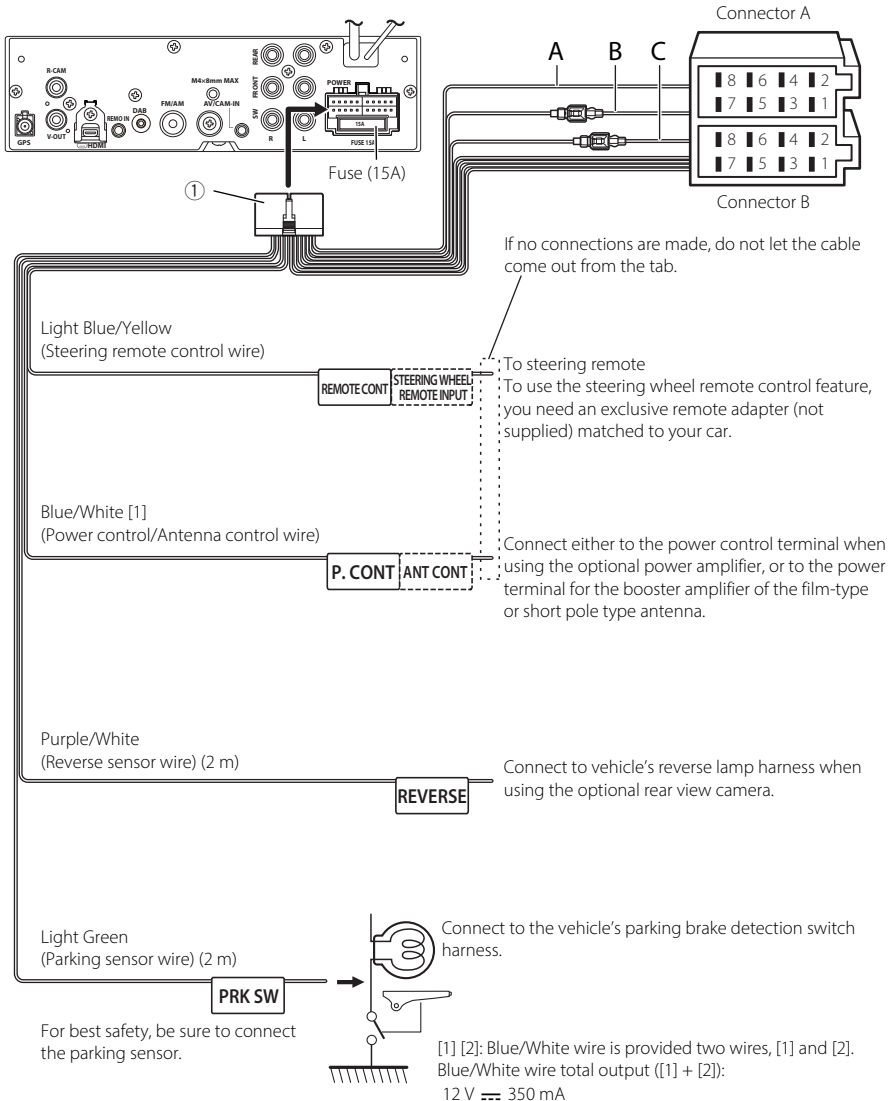 Connector A
A B C
8 6 4 2
7 5 3 1
8 6 4 2
7 5 3 1
Connector B
R-CAM
V-OUT
GPS
HDMI
REMO IN
DAB
FM/AM
M4×8mm MAX
AV/CAM-IN
REAR
FRONT
SW
R L
POWER
15A
FUSE 15A
Fuse (15A)
①
If no connections are made, do not let the cable
come out from the tab.
Light Blue/Yellow
(Steering remote control wire)
REMOTE CONT
STEERING WHEEL
REMOTE INPUT
To steering remote
To use the steering wheel remote control feature,
you need an exclusive remote adapter (not
supplied) matched to your car.
Blue/White [1]
(Power control/Antenna control wire)
P. CONT
ANT CONT
Connect either to the power control terminal when
using the optional power amplifier, or to the power
terminal for the booster amplifier of the film-type
or short pole type antenna.
Purple/White
(Reverse sensor wire) (2 m)
REVERSE
Connect to vehicle’s reverse lamp harness when
using the optional rear view camera.
Light Green
(Parking sensor wire) (2 m)
PRK SW
For best safety, be sure to connect
the parking sensor.
Connect to the vehicle’s parking brake detection switch
harness.
[1] [2]: Blue/White wire is provided two wires, [1] and [2].
Blue/White wire total output ([1] + [2]):
12 V ⎓ 350 mA